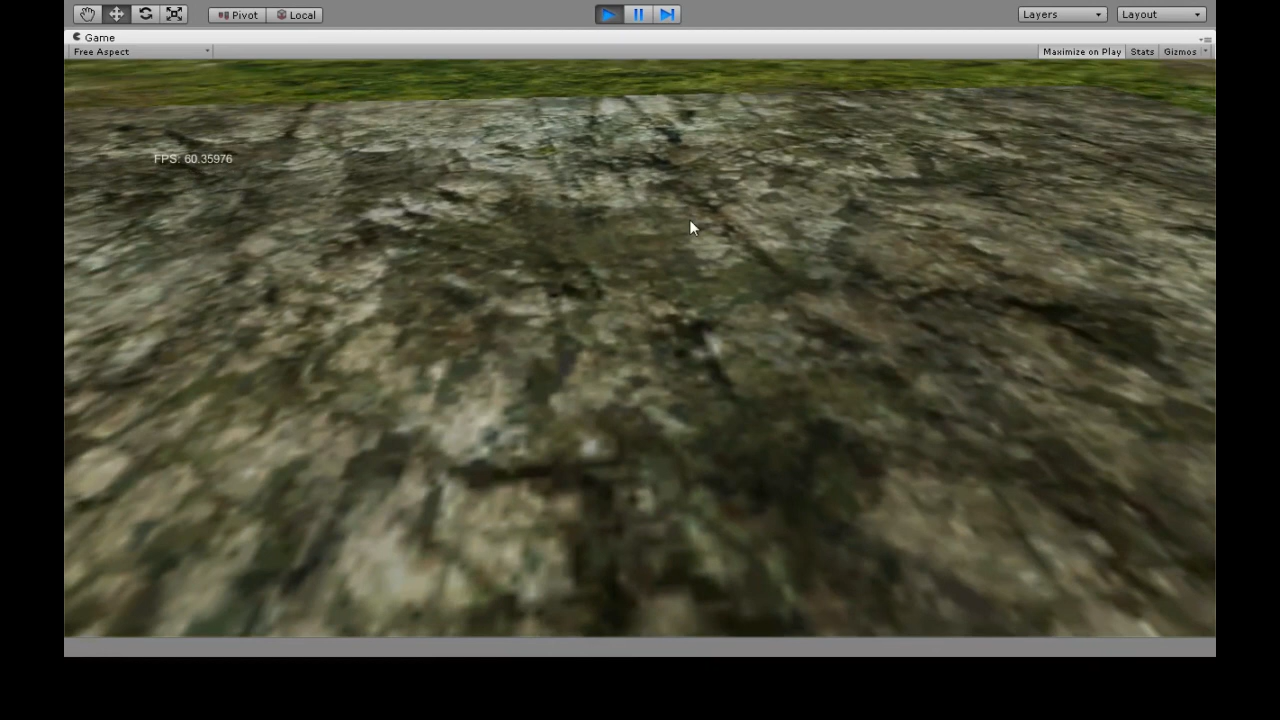 Pivot Local Layers Layout
Game
Free Aspect Maximize on Play Stats Gizmos
FPS: 60.35976